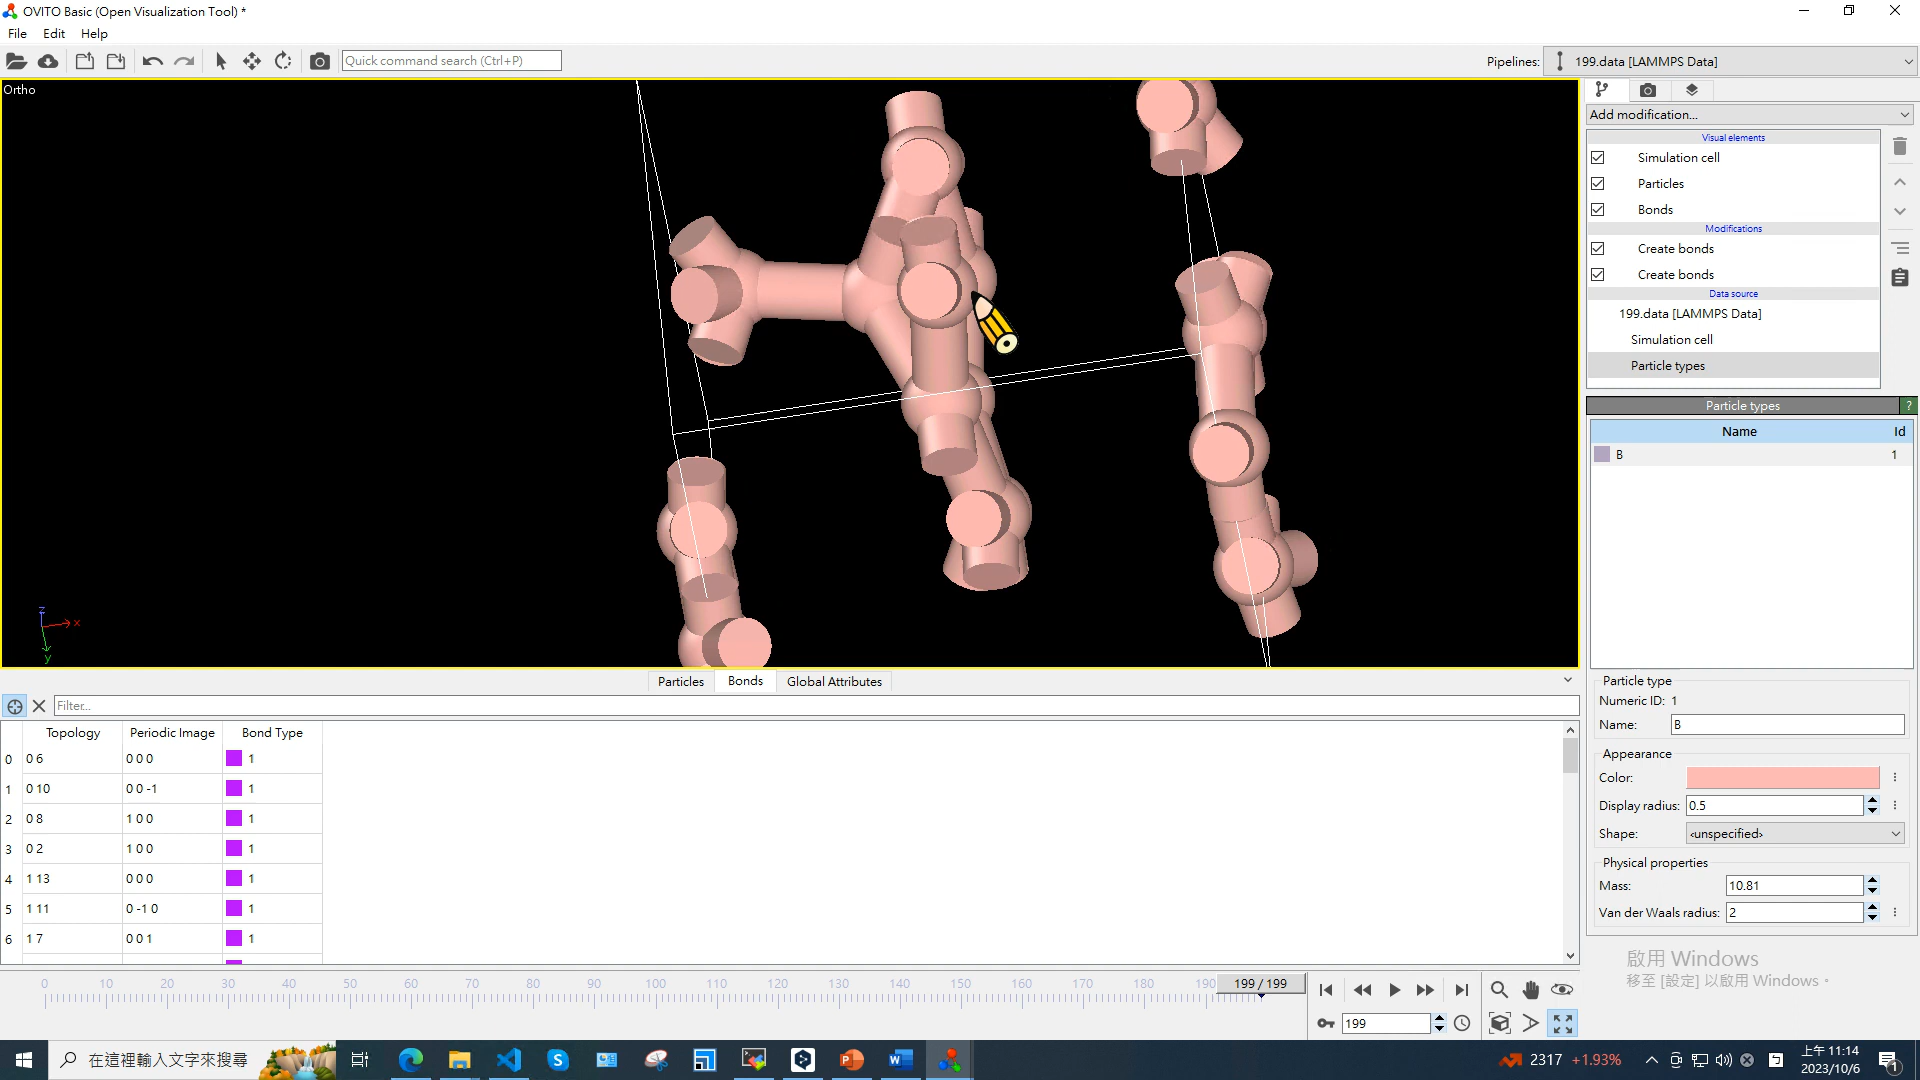 OVITO Basic (Open Visualization Tool) *
File Edit Help
Quick command search (Ctrl+P)
Pipelines: 199.data [LAMMPS Data]
Ortho
Add modification...
Visual elements
Simulation cell
Particles
Bonds
Modifications
Create bonds
Create bonds
Data source
199.data [LAMMPS Data]
Simulation cell
Particle types
Particle types ?
Name Id
B 1
z
x
y
Particles Bonds Global Attributes
Filter...
Topology Periodic Image Bond Type
0 0 6 0 0 0 1
1 0 10 0 0 -1 1
2 0 8 1 0 0 1
3 0 2 1 0 0 1
4 1 13 0 0 0 1
5 1 11 0 -1 0 1
6 1 7 0 0 1 1
Particle type
Numeric ID: 1
Name: B
Appearance
Color:
Display radius: 0.5
Shape: <unspecified>
Physical properties
Mass: 10.81
Van der Waals radius: 2
啟用 Windows
移至 [設定] 以啟用 Windows。
0 10 20 30 40 50 60 70 80 90 100 110 120 130 140 150 160 170 180 190 199 / 199
199
在這裡輸入文字來搜尋
2317 +1.93%
上午 11:14
2023/10/6
1